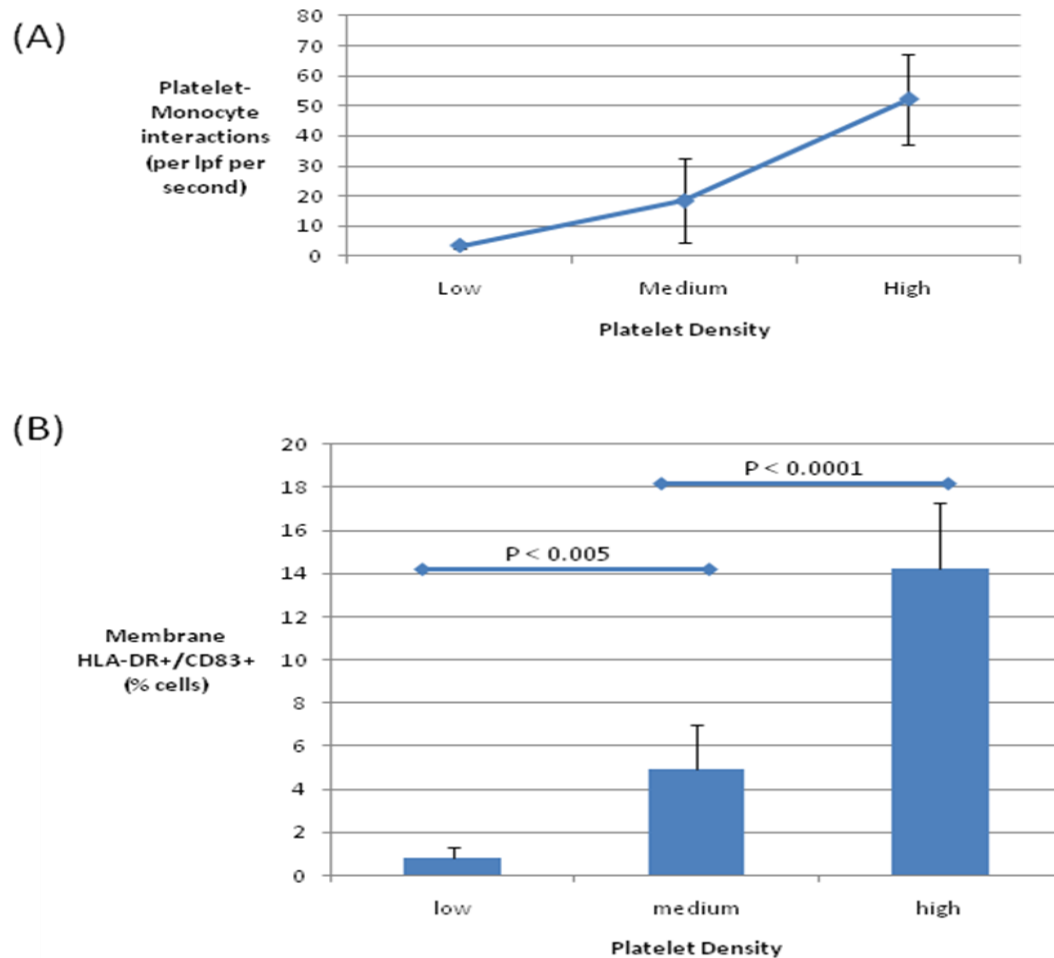 (A)
Platelet-
Monocyte
interactions
(per lpf per
second)
80
70
60
50
40
30
20
10
0
Low Medium High
Platelet Density
(B)
Membrane
HLA-DR+/CD83+
(% cells)
20
18
16
14
12
10
8
6
4
2
0
P < 0.0001
P < 0.005
low medium high
Platelet Density